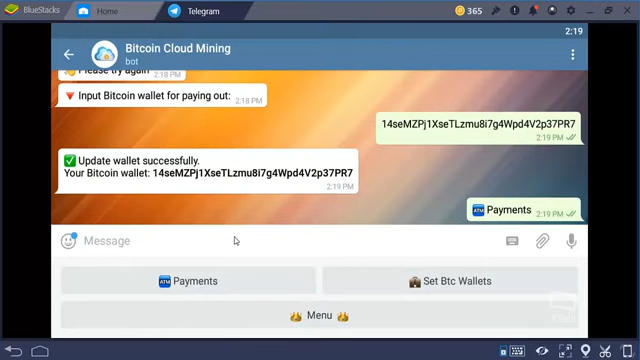 BlueStacks Home Telegram 365
2:19
Bitcoin Cloud Mining
bot
Please try again 2:18 PM
Input Bitcoin wallet for paying out: 2:18 PM
14seMZPj1XseTLzmu8i7g4Wpd4V2p37PR7
2:19 PM
Update wallet successfully.
Your Bitcoin wallet: 14seMZPj1XseTLzmu8i7g4Wpd4V2p37PR7
2:19 PM
ATM Payments 2:19 PM
Message
ATM Payments Set Btc Wallets
Menu